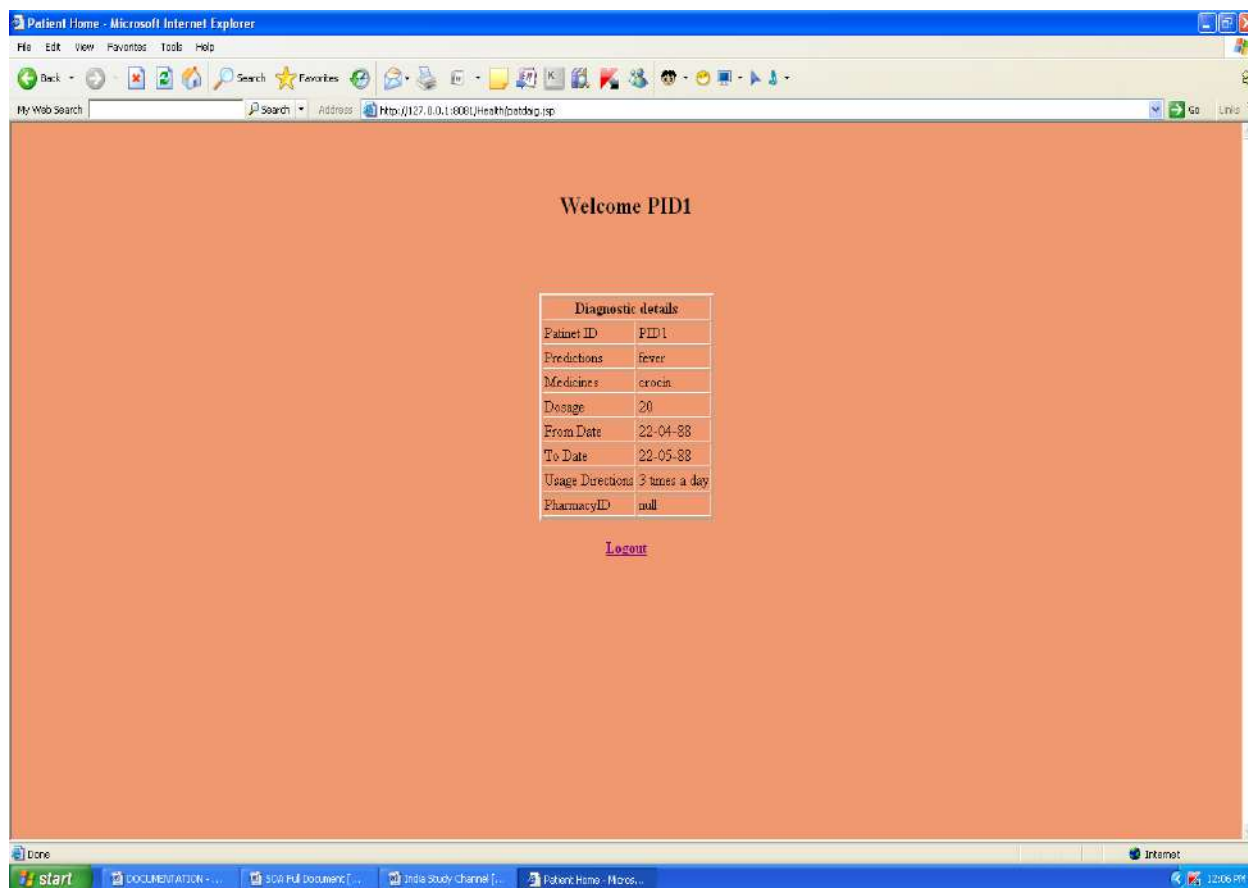 Patient Home - Microsoft Internet Explorer
File Edit View Favorites Tools Help
Back Search Favorites
My Web Search Search Address http://127.0.0.1:8081/Health/patdaig.jsp Go Links
Welcome PID1
Diagnostic details
Patinet ID PID1
Predictions fever
Medicines crocin
Dosage 20
From Date 22-04-88
To Date 22-05-88
Usage Directions 3 times a day
PharmacyID null
Logout
Done Internet
start DOCUMENTATION - ... SOA Full Document [... India Study Channel [... Patient Home - Micros... 12:06 PM